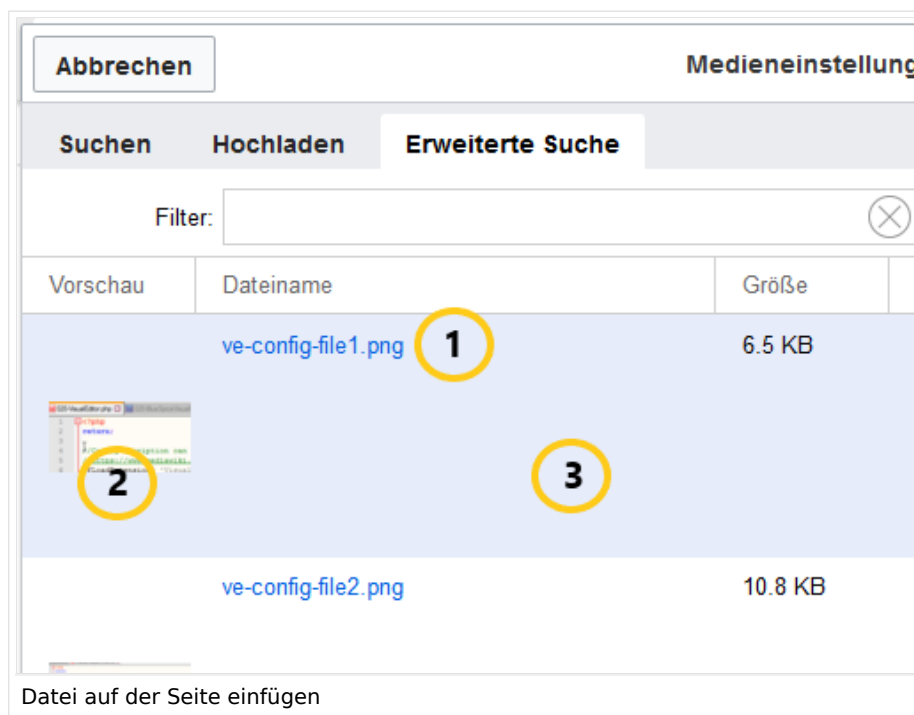 Abbrechen Medieneinstellung
Suchen Hochladen Erweiterte Suche
Filter:
Vorschau Dateiname Größe
ve-config-file1.png 1 6.5 KB
2
3
ve-config-file2.png 10.8 KB
Datei auf der Seite einfügen